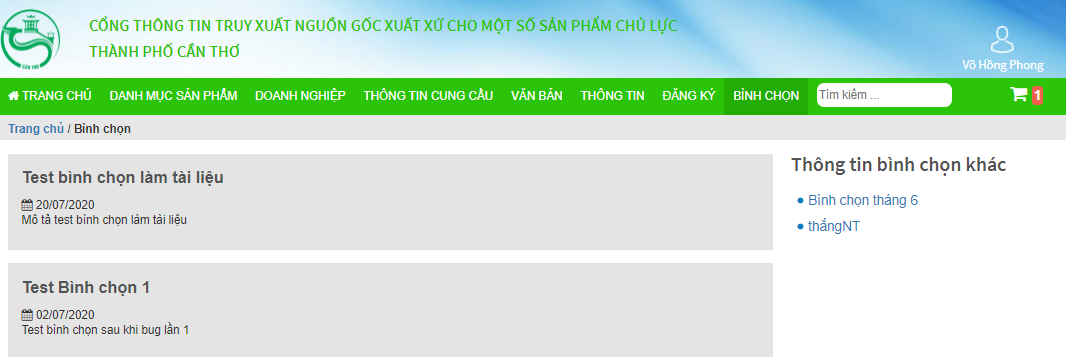 CỔNG THÔNG TIN TRUY XUẤT NGUỒN GỐC XUẤT XỨ CHO MỘT SỐ SẢN PHẨM CHỦ LỰC
THÀNH PHỐ CẦN THƠ
CẦN THƠ
Võ Hồng Phong
TRANG CHỦ DANH MỤC SẢN PHẨM DOANH NGHIỆP THÔNG TIN CUNG CẦU VĂN BẢN THÔNG TIN ĐĂNG KÝ BÌNH CHỌN Tìm kiếm ... 1
Trang chủ / Bình chọn
Test bình chọn làm tài liệu
20/07/2020
Mô tả test bình chọn làm tài liệu
Test Bình chọn 1
02/07/2020
Test bình chọn sau khi bug lần 1
Thông tin bình chọn khác
Bình chọn tháng 6
thắngNT